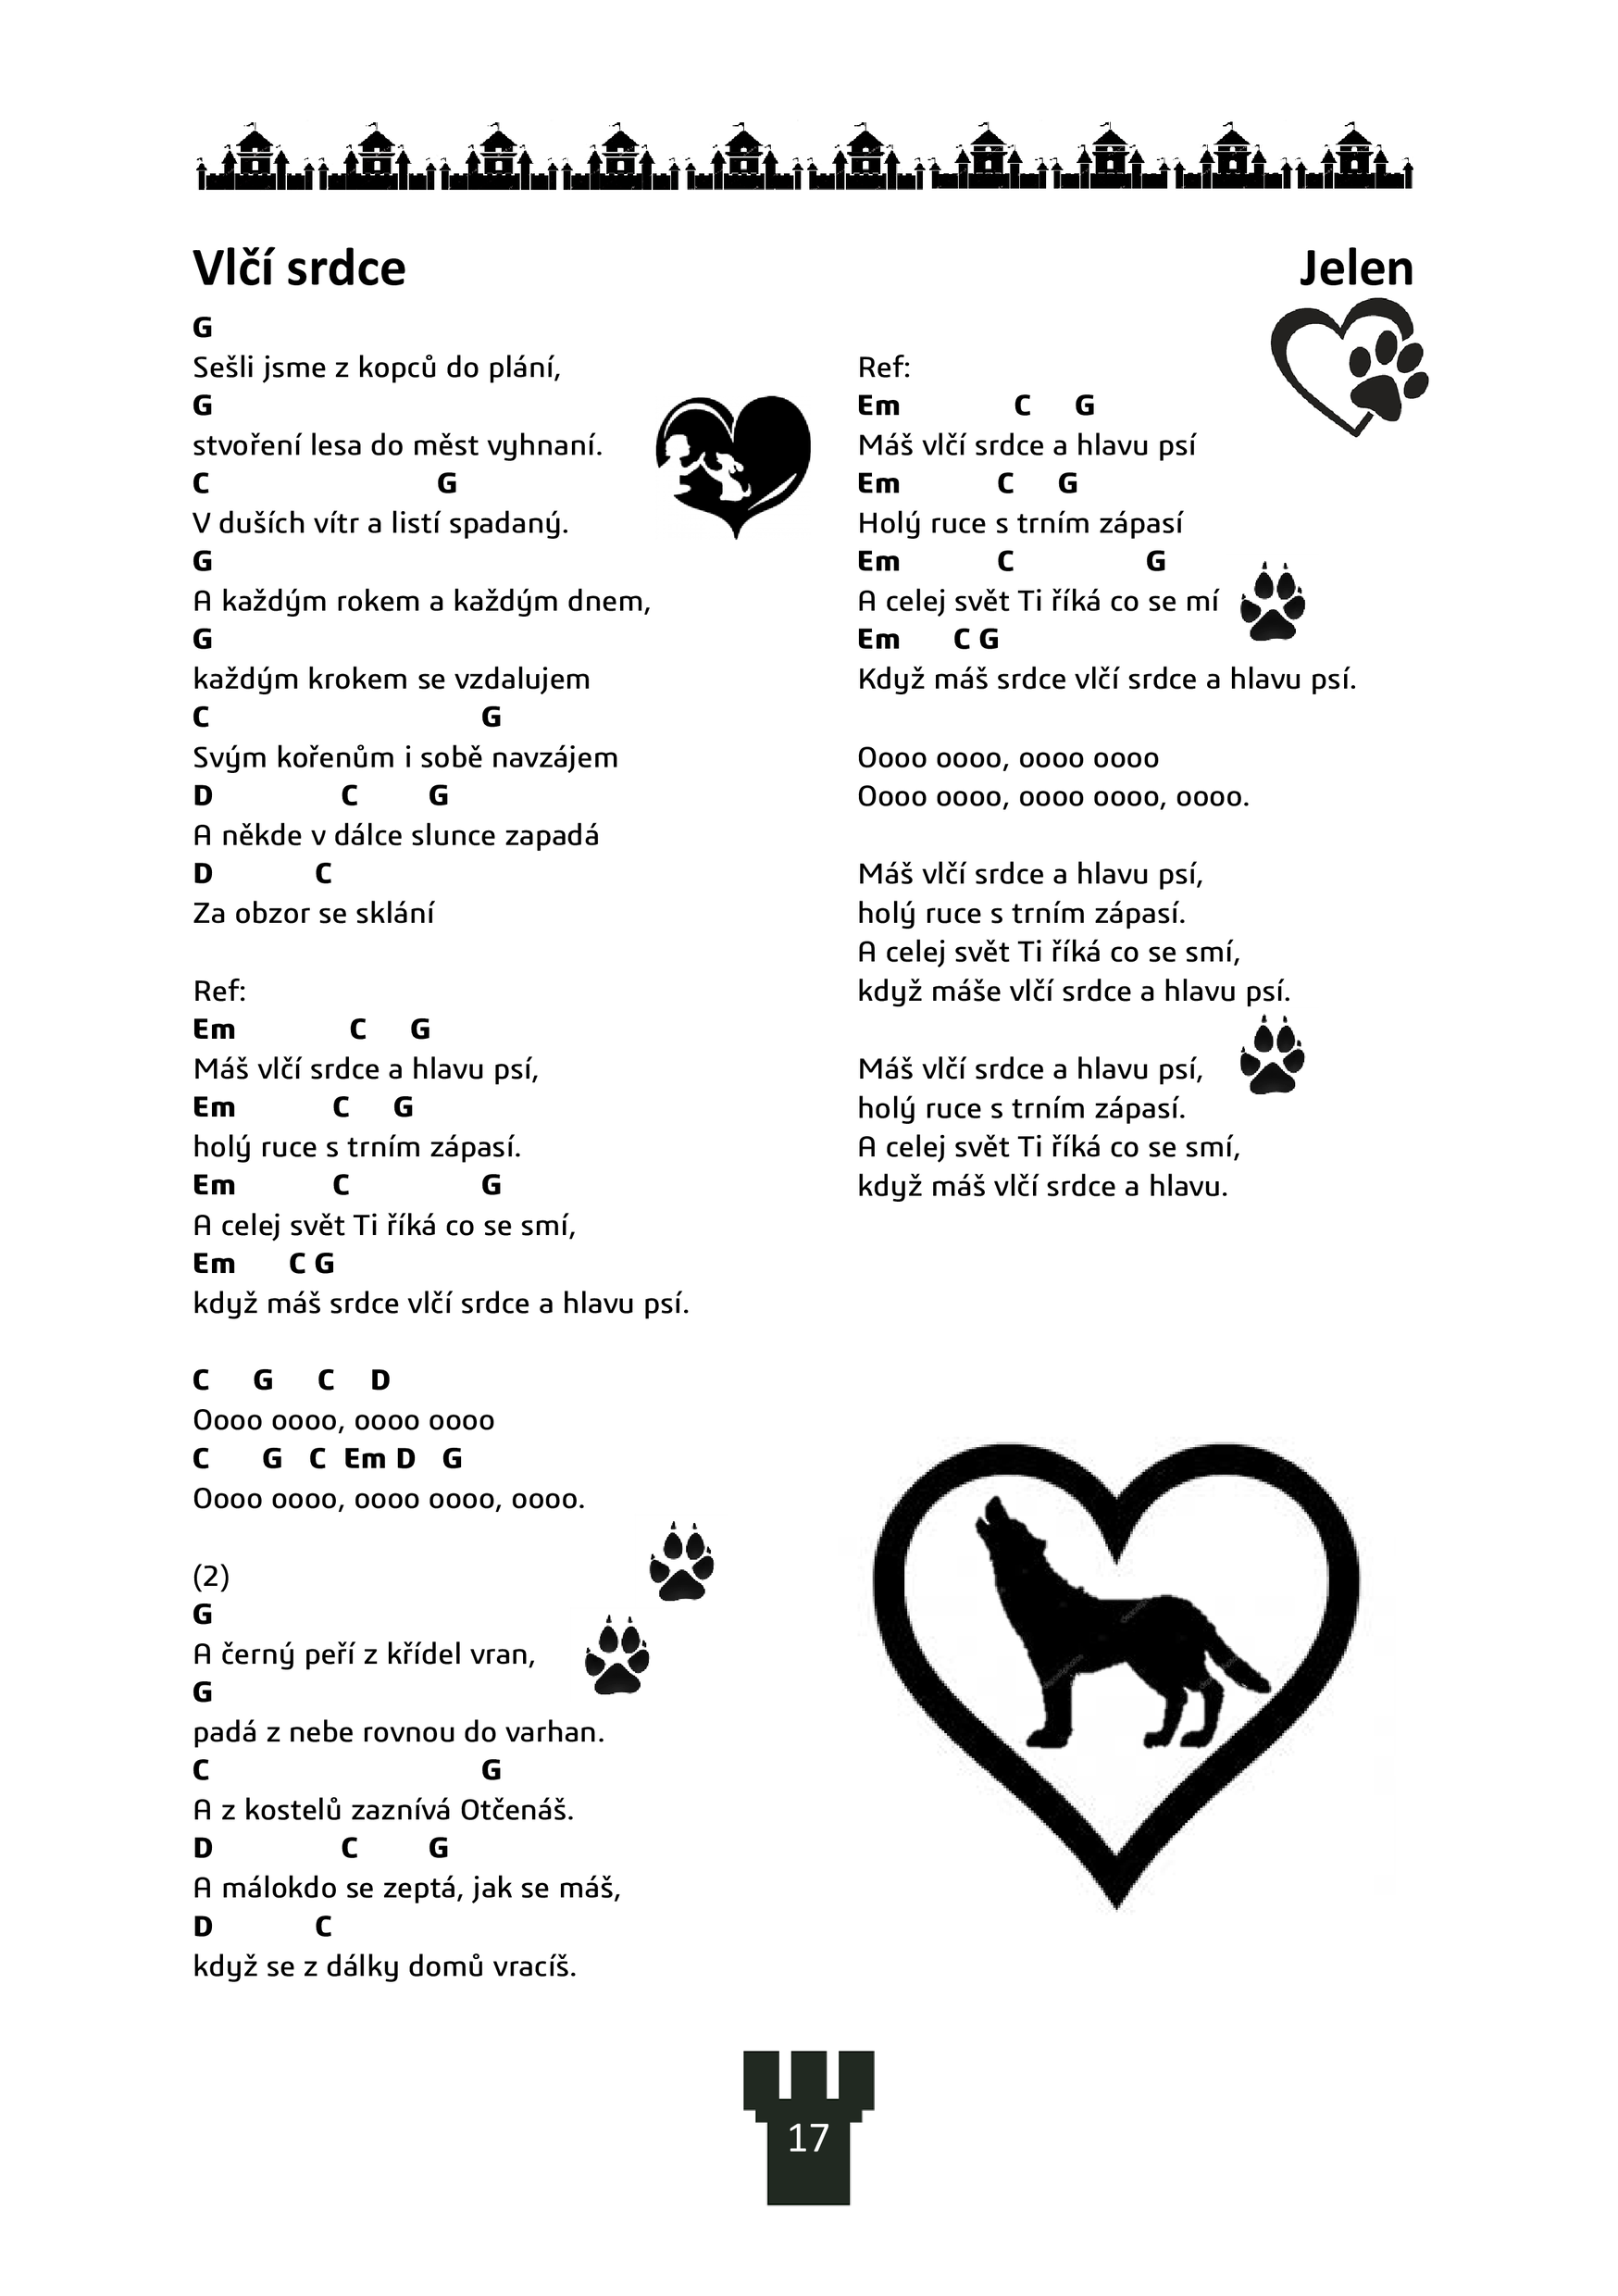 Vlčí srdce
Jelen
G
Sešli jsme z kopců do plání,
G
stvoření lesa do měst vyhnaní.
C G
V duších vítr a listí spadaný.
G
A každým rokem a každým dnem,
G
každým krokem se vzdalujem
C G
Svým kořenům i sobě navzájem
D C G
A někde v dálce slunce zapadá
D C
Za obzor se sklání
Ref:
Em C G
Máš vlčí srdce a hlavu psí,
Em C G
holý ruce s trním zápasí.
Em C G
A celej svět Ti říká co se smí,
Em C G
když máš srdce vlčí srdce a hlavu psí.
C G C D
Oooo oooo, oooo oooo
C G C Em D G
Oooo oooo, oooo oooo, oooo.
(2)
G
A černý peří z křídel vran,
G
padá z nebe rovnou do varhan.
C G
A z kostelů zaznívá Otčenáš.
D C G
A málokdo se zeptá, jak se máš,
D C
když se z dálky domů vracíš.
Ref:
Em C G
Máš vlčí srdce a hlavu psí
Em C G
Holý ruce s trním zápasí
Em C G
A celej svět Ti říká co se mí
Em C G
Když máš srdce vlčí srdce a hlavu psí.
Oooo oooo, oooo oooo
Oooo oooo, oooo oooo, oooo.
Máš vlčí srdce a hlavu psí,
holý ruce s trním zápasí.
A celej svět Ti říká co se smí,
když máše vlčí srdce a hlavu psí.
Máš vlčí srdce a hlavu psí,
holý ruce s trním zápasí.
A celej svět Ti říká co se smí,
když máš vlčí srdce a hlavu.
17